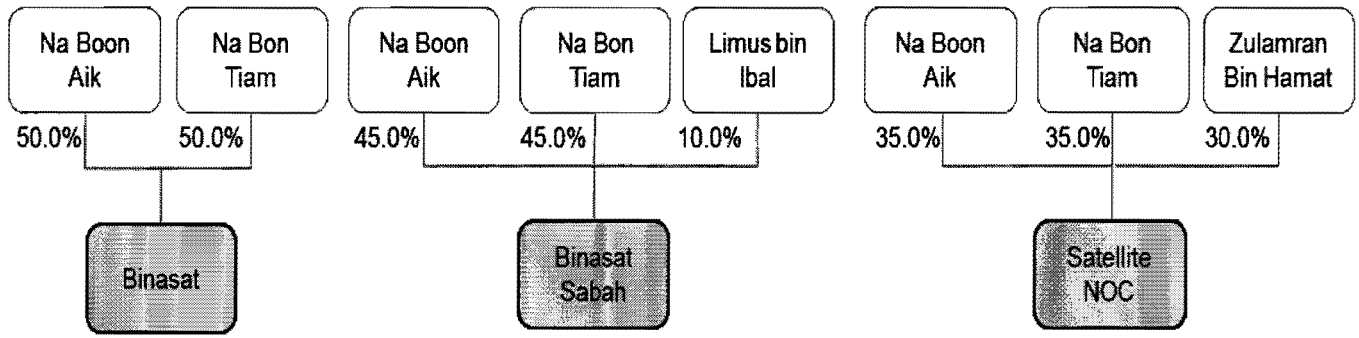 Na Boon
Aik
Na Bon
Tiam
Na Boon
Aik
Na Bon
Tiam
Limus bin
Ibal
Na Boon
Aik
Na Bon
Tiam
Zulamran
Bin Hamat
50.0%
50.0%
45.0%
45.0%
10.0%
35.0%
35.0%
30.0%
Binasat
Binasat
Sabah
Satellite
NOC